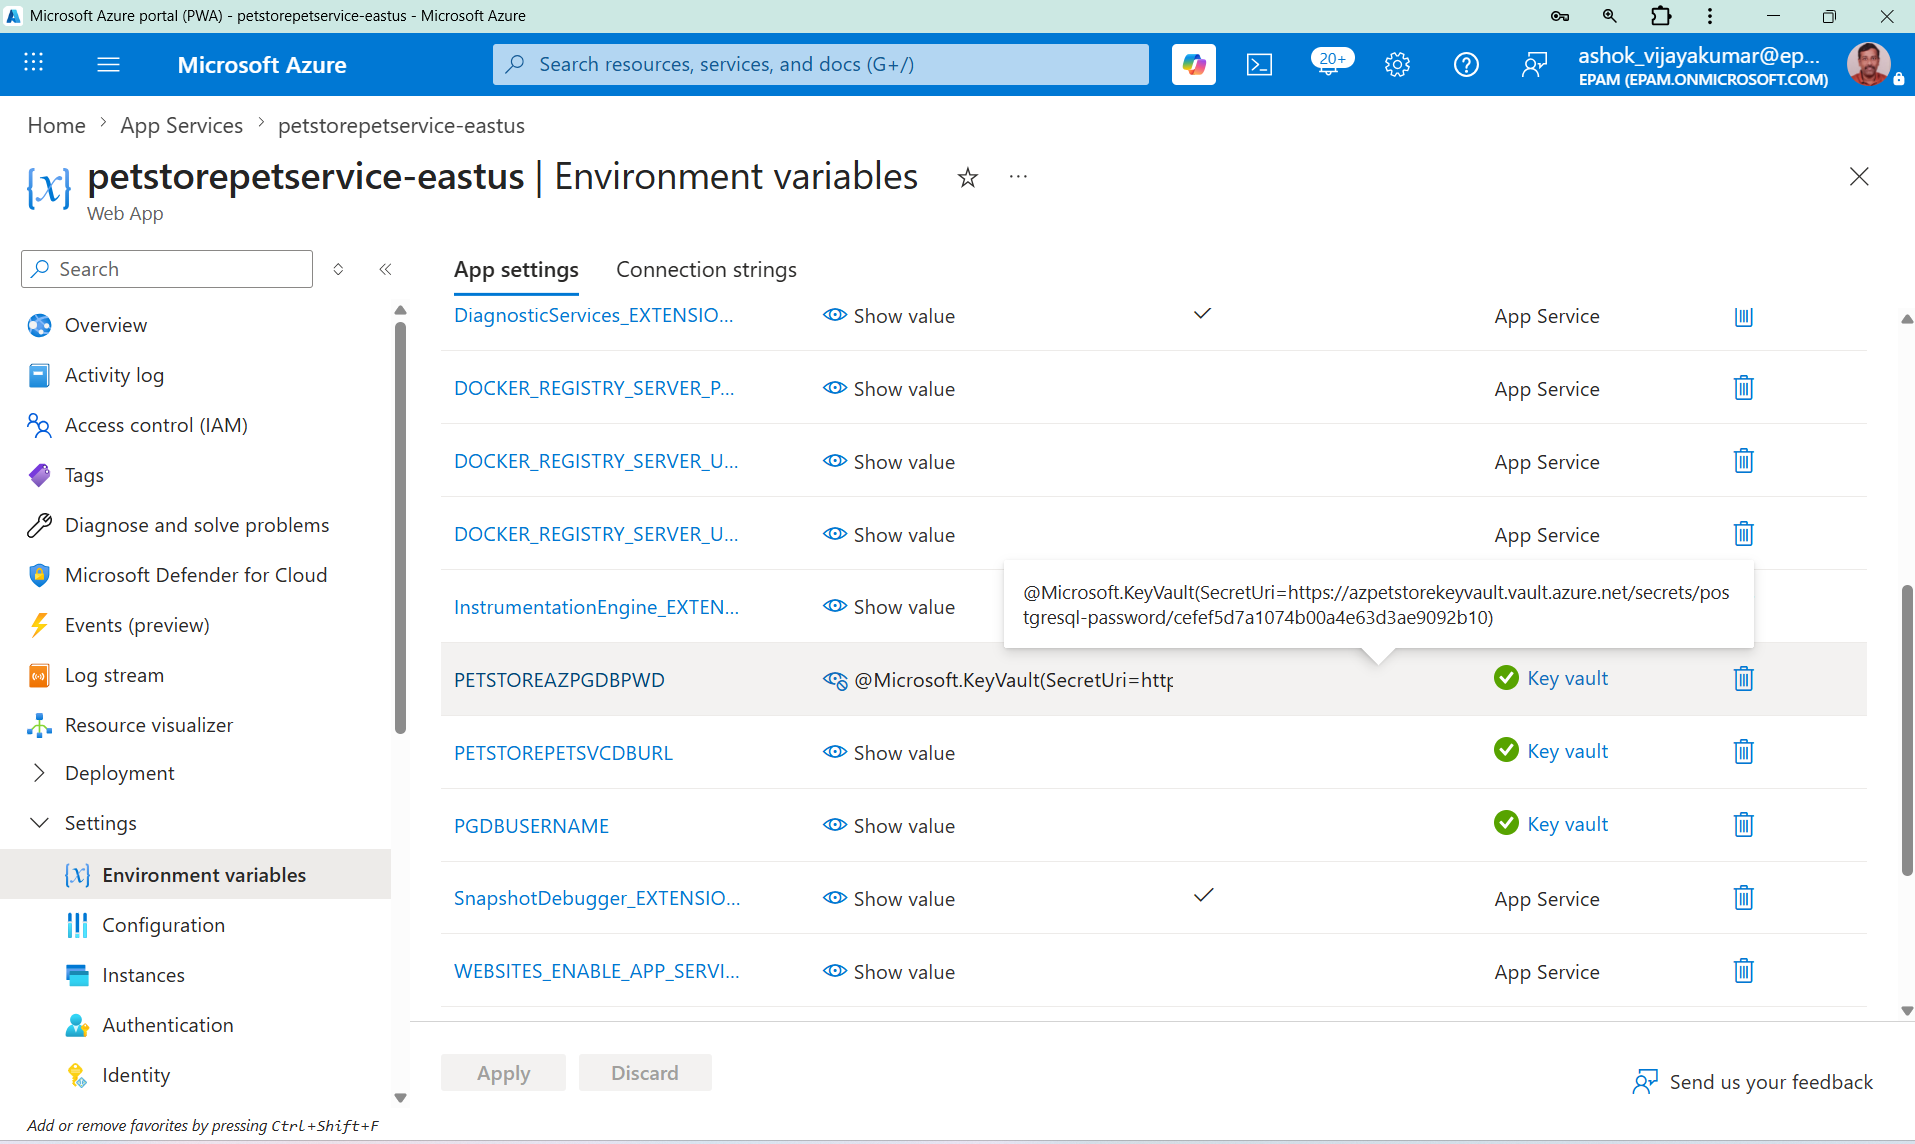 Microsoft Azure portal (PWA) - petstorepetservice-eastus - Microsoft Azure
Microsoft Azure
Search resources, services, and docs (G+/)
20+
ashok_vijayakumar@ep...
EPAM (EPAM.ONMICROSOFT.COM)
Home > App Services > petstorepetservice-eastus
petstorepetservice-eastus | Environment variables
Web App
Search
Overview
Activity log
Access control (IAM)
Tags
Diagnose and solve problems
Microsoft Defender for Cloud
Events (preview)
Log stream
Resource visualizer
Deployment
Settings
Environment variables
Configuration
Instances
Authentication
Identity
Add or remove favorites by pressing Ctrl+Shift+F
App settings Connection strings
DiagnosticServices_EXTENSIO... Show value App Service
DOCKER_REGISTRY_SERVER_P... Show value App Service
DOCKER_REGISTRY_SERVER_U... Show value App Service
DOCKER_REGISTRY_SERVER_U... Show value App Service
InstrumentationEngine_EXTEN... Show value
@Microsoft.KeyVault(SecretUri=https://azpetstorekeyvault.vault.azure.net/secrets/pos
tgresql-password/cefef5d7a1074b00a4e63d3ae9092b10)
PETSTOREAZPGDBPWD @Microsoft.KeyVault(SecretUri=http Key vault
PETSTOREPETSVCDBURL Show value Key vault
PGDBUSERNAME Show value Key vault
SnapshotDebugger_EXTENSIO... Show value App Service
WEBSITES_ENABLE_APP_SERVI... Show value App Service
Apply Discard
Send us your feedback